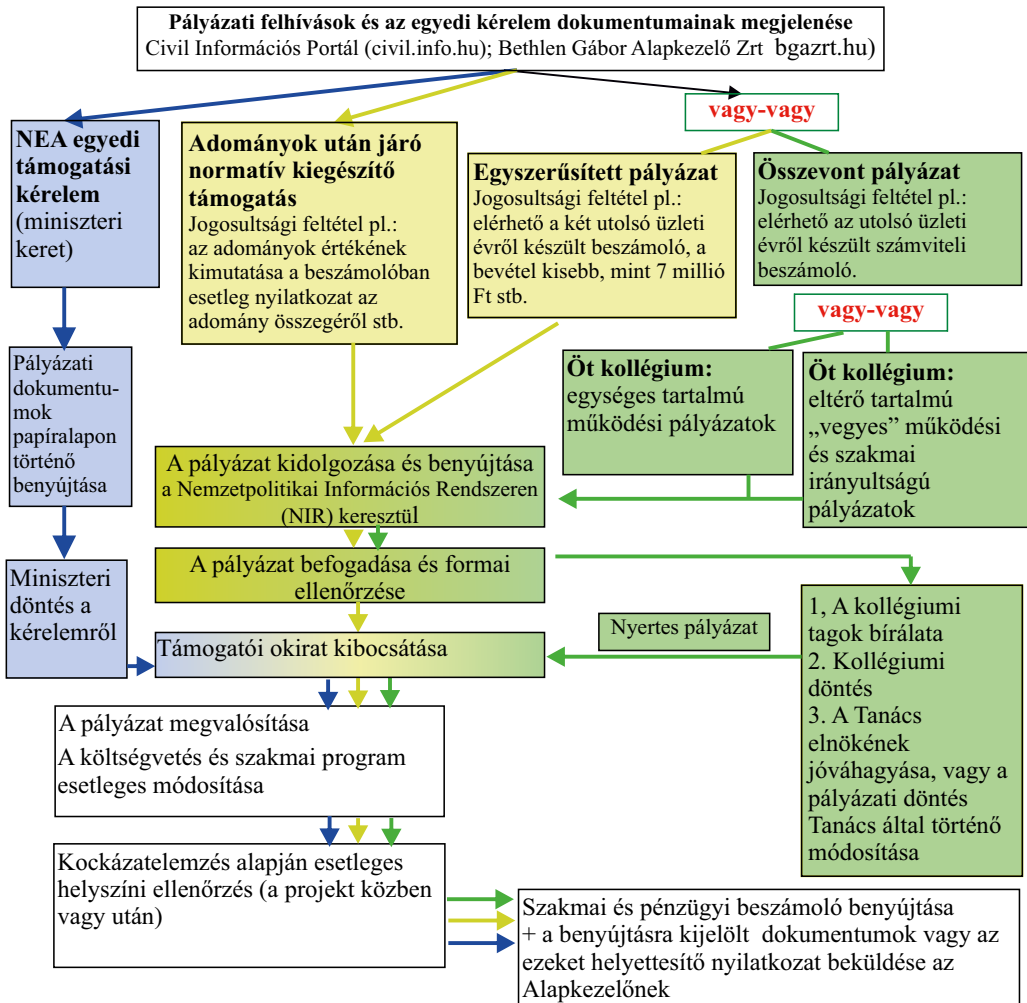 Pályázati felhívások és az egyedi kérelem dokumentumainak megjelenése
Civil Információs Portál (civil.info.hu); Bethlen Gábor Alapkezelő Zrt  bgazrt.hu)
vagy-vagy
NEA egyedi
támogatási
kérelem
(miniszteri
keret)
Adományok után járó
normatív kiegészítő
támogatás
Jogosultsági feltétel pl.:
az adományok értékének
kimutatása a beszámolóban
esetleg nyilatkozat az
adomány összegéről stb.
Egyszerűsített pályázat
Jogosultsági feltétel pl.:
elérhető a két utolsó üzleti
évről készült beszámoló, a
bevétel kisebb, mint 7 millió
Ft stb.
Összevont pályázat
Jogosultsági feltétel pl.:
elérhető az utolsó üzleti
évről készült számviteli
beszámoló.
vagy-vagy
Pályázati
dokumentu-
mok
papíralapon
történő
benyújtása
Öt kollégium:
egységes tartalmú
működési pályázatok
Öt kollégium:
eltérő tartalmú
„vegyes” működési
és szakmai
irányultságú
pályázatok
A pályázat kidolgozása és benyújtása
a Nemzetpolitikai Információs Rendszeren
(NIR) keresztül
A pályázat befogadása és formai
ellenőrzése
Miniszteri
döntés a
kérelemről
Támogatói okirat kibocsátása
Nyertes pályázat
1, A kollégiumi
tagok bírálata
2. Kollégiumi
döntés
3. A Tanács
elnökének
jóváhagyása, vagy a
pályázati döntés
Tanács által történő
módosítása
A pályázat megvalósítása
A költségvetés és szakmai program
esetleges módosítása
Kockázatelemzés alapján esetleges
helyszíni ellenőrzés (a projekt közben
vagy után)
Szakmai és pénzügyi beszámoló benyújtása
+ a benyújtásra kijelölt  dokumentumok vagy az
ezeket helyettesítő nyilatkozat beküldése az
Alapkezelőnek